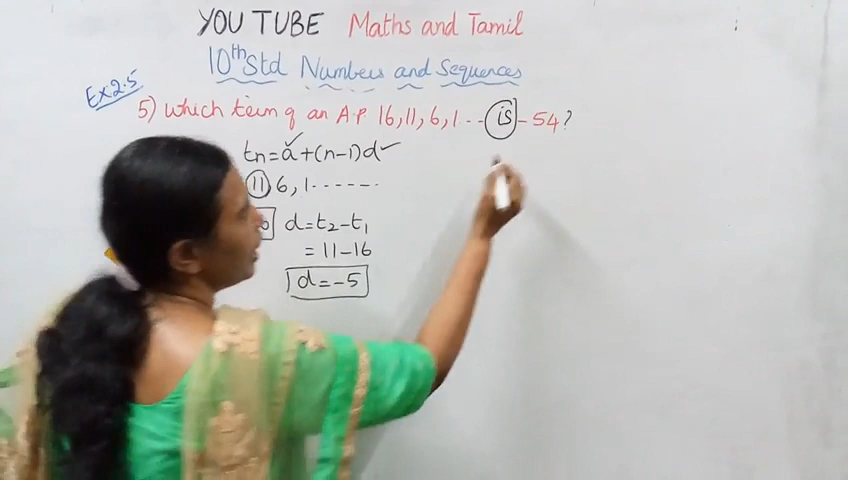 YOU TUBE Maths and Tamil
10th Std Numbers and Sequences
Ex 2.5
5) Which term of an A.P 16, 11, 6, 1 ... is - 54?
tn = a + (n-1)d
11 6, 1 ------
d = t2 - t1
= 11 - 16
d = -5